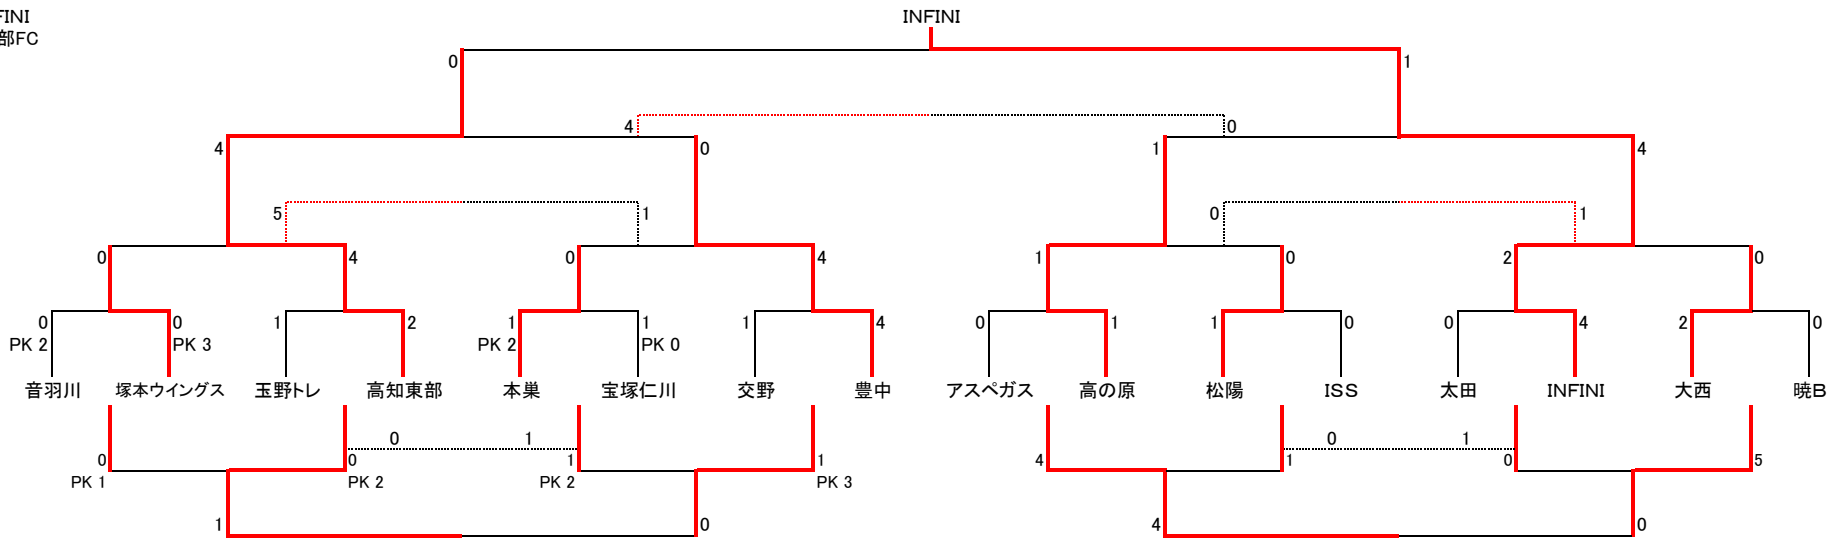 FINI
INFINI
部FC
0 1
4 0
4 0 1 4
5 1 0 1
0 4 0 4 1 0 2 0
0 0 1 2 1 1 1 4 0 1 1 0 0 4 2 0
PK 2 PK 3 PK 2 PK 0
音羽川 塚本ウイングス 玉野トレ 高知東部 本巣 宝塚仁川 交野 豊中 アスペガス 高の原 松陽 ISS 太田 INFINI 大西 暁B
0 1 0 1
0 0 1 1 4 1 0 5
PK 1 PK 2 PK 2 PK 3
1 0 4 0